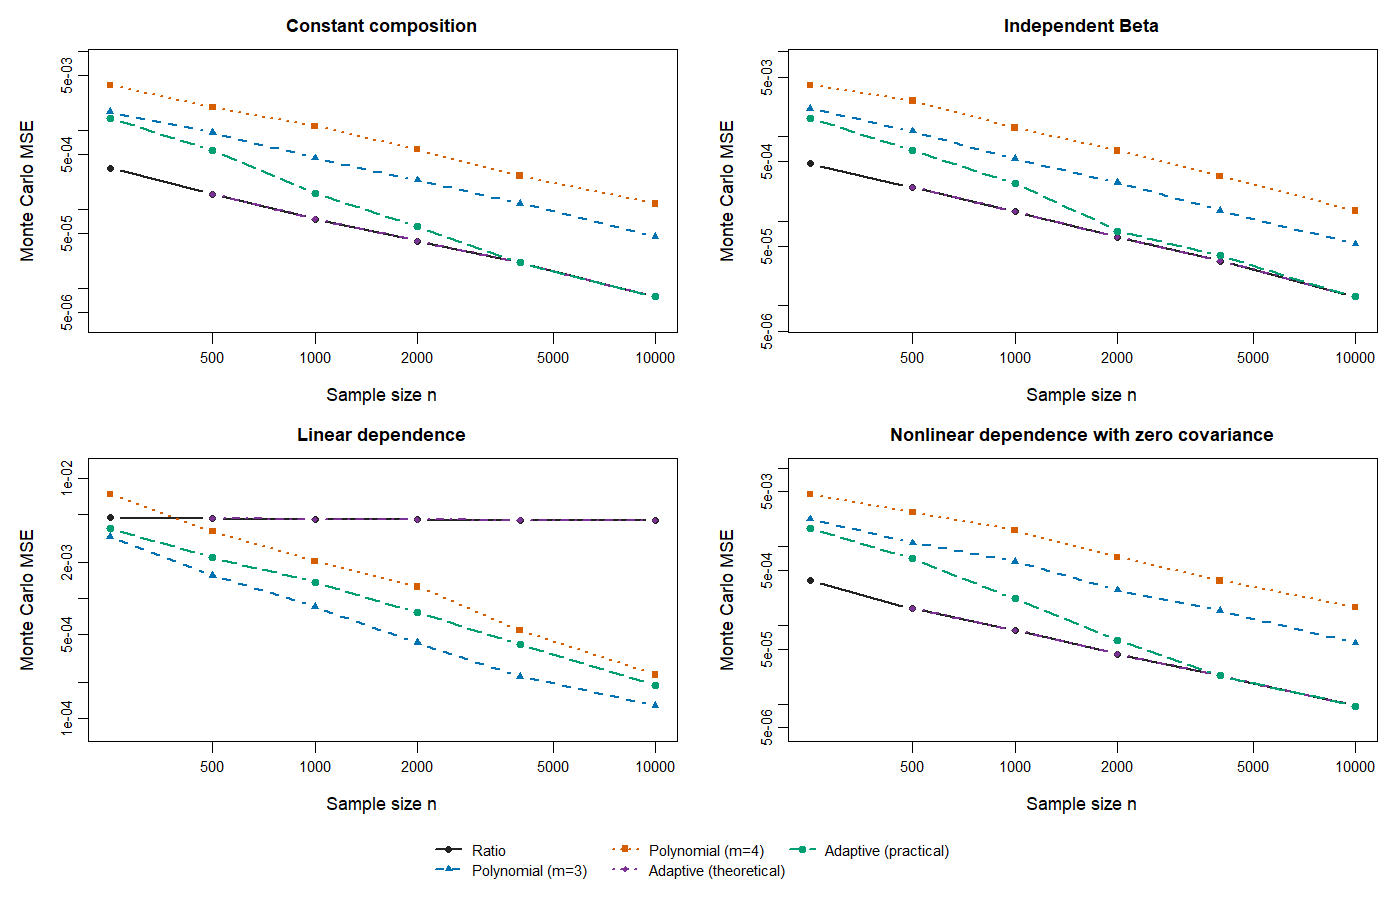 Constant composition
Monte Carlo MSE
5e-03
5e-04
5e-05
5e-06
500 1000 2000 5000 10000
Sample size n
Independent Beta
Monte Carlo MSE
5e-03
5e-04
5e-05
5e-06
500 1000 2000 5000 10000
Sample size n
Linear dependence
Monte Carlo MSE
1e-02
2e-03
5e-04
1e-04
500 1000 2000 5000 10000
Sample size n
Nonlinear dependence with zero covariance
Monte Carlo MSE
5e-03
5e-04
5e-05
5e-06
500 1000 2000 5000 10000
Sample size n
Ratio
Polynomial (m=3)
Polynomial (m=4)
Adaptive (theoretical)
Adaptive (practical)